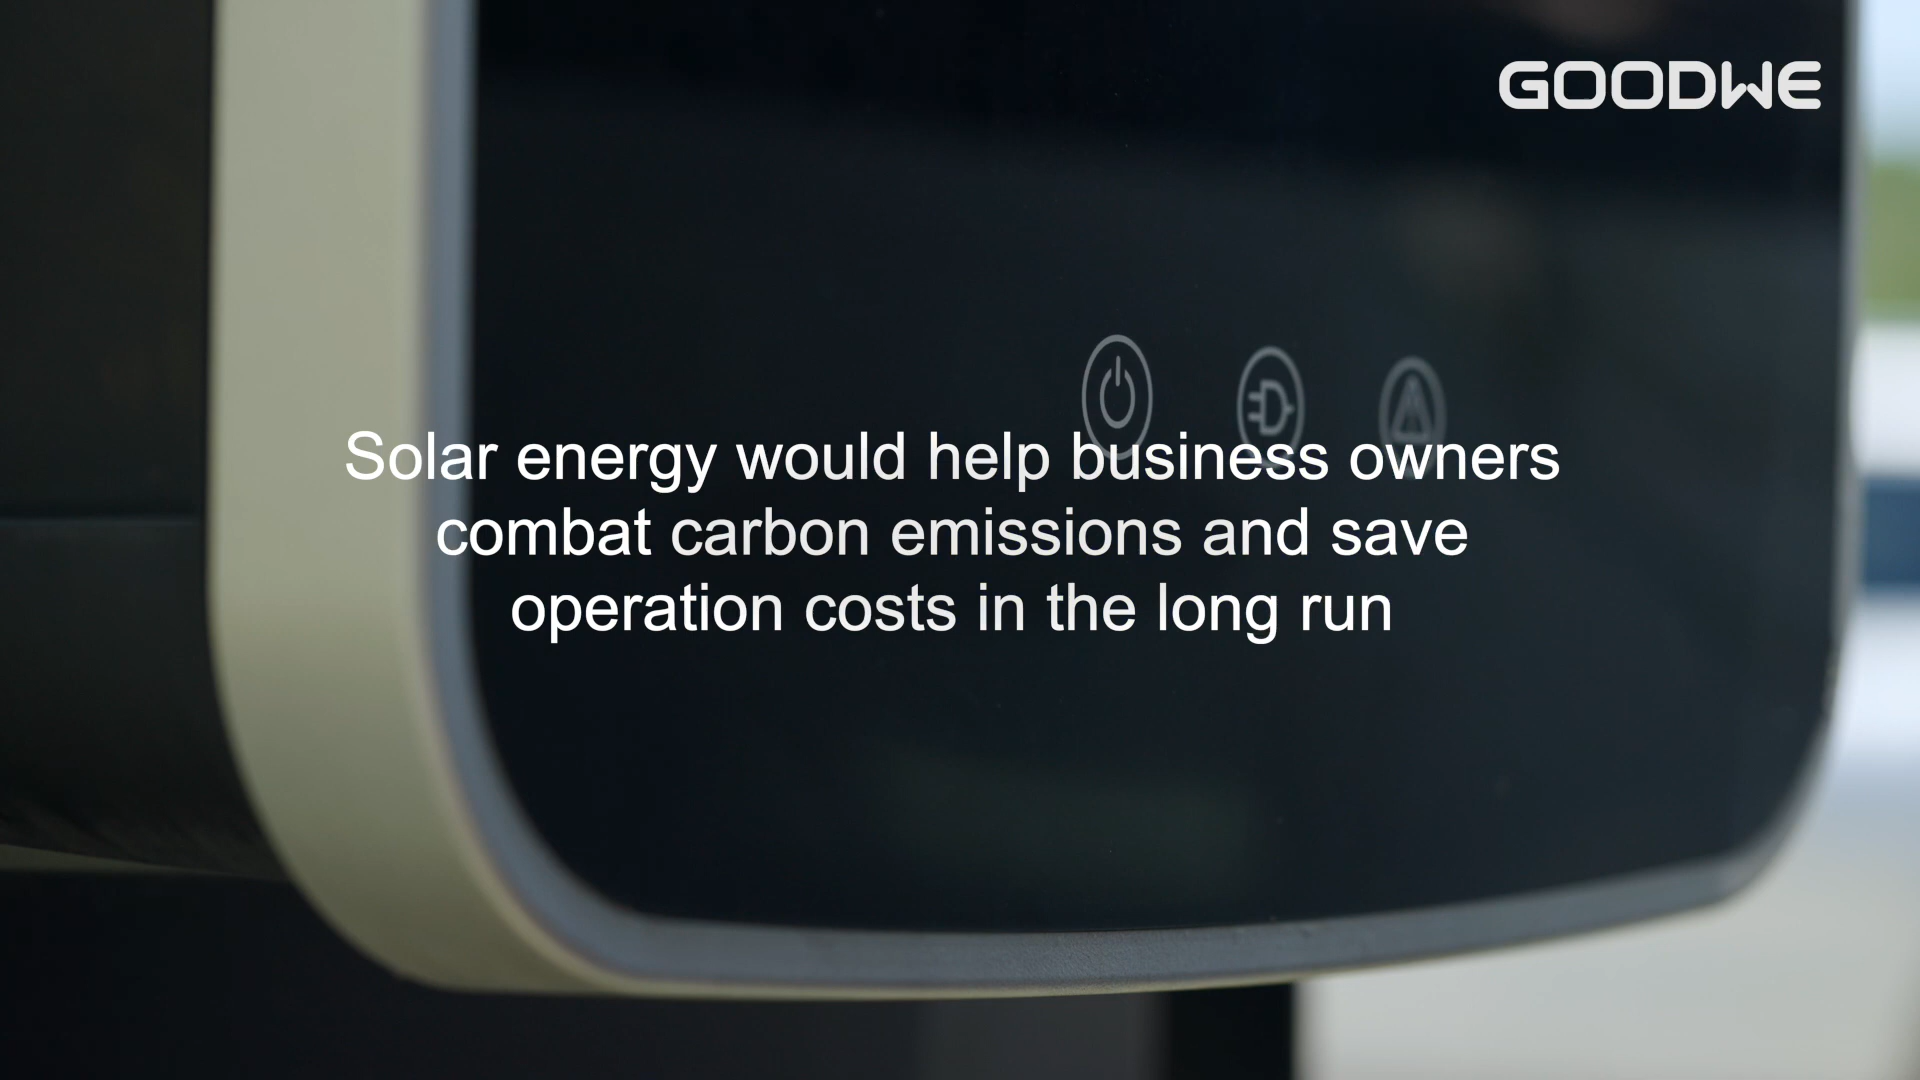 GOODWE
Solar energy would help business owners
combat carbon emissions and save
operation costs in the long run